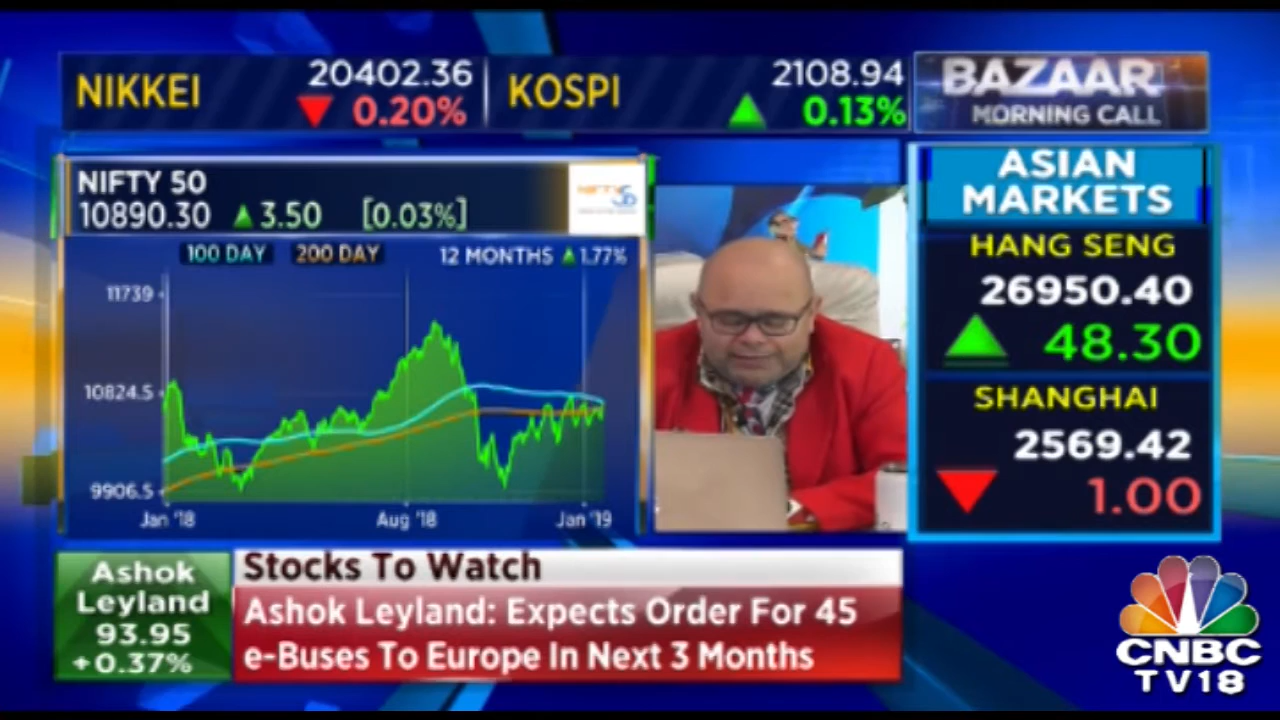 NIKKEI
20402.36
0.20%
KOSPI
2108.94
0.13%
BAZAAR
MORNING CALL
NIFTY 50
10890.30 3.50 [0.03%]
100 DAY 200 DAY 12 MONTHS 1.77%
11739
10824.5
9906.5
Jan '18 Aug '18 Jan '19
ASIAN
MARKETS
HANG SENG
26950.40
48.30
SHANGHAI
2569.42
1.00
Ashok
Leyland
93.95
+0.37%
Stocks To Watch
Ashok Leyland: Expects Order For 45
e-Buses To Europe In Next 3 Months
CNBC
TV18